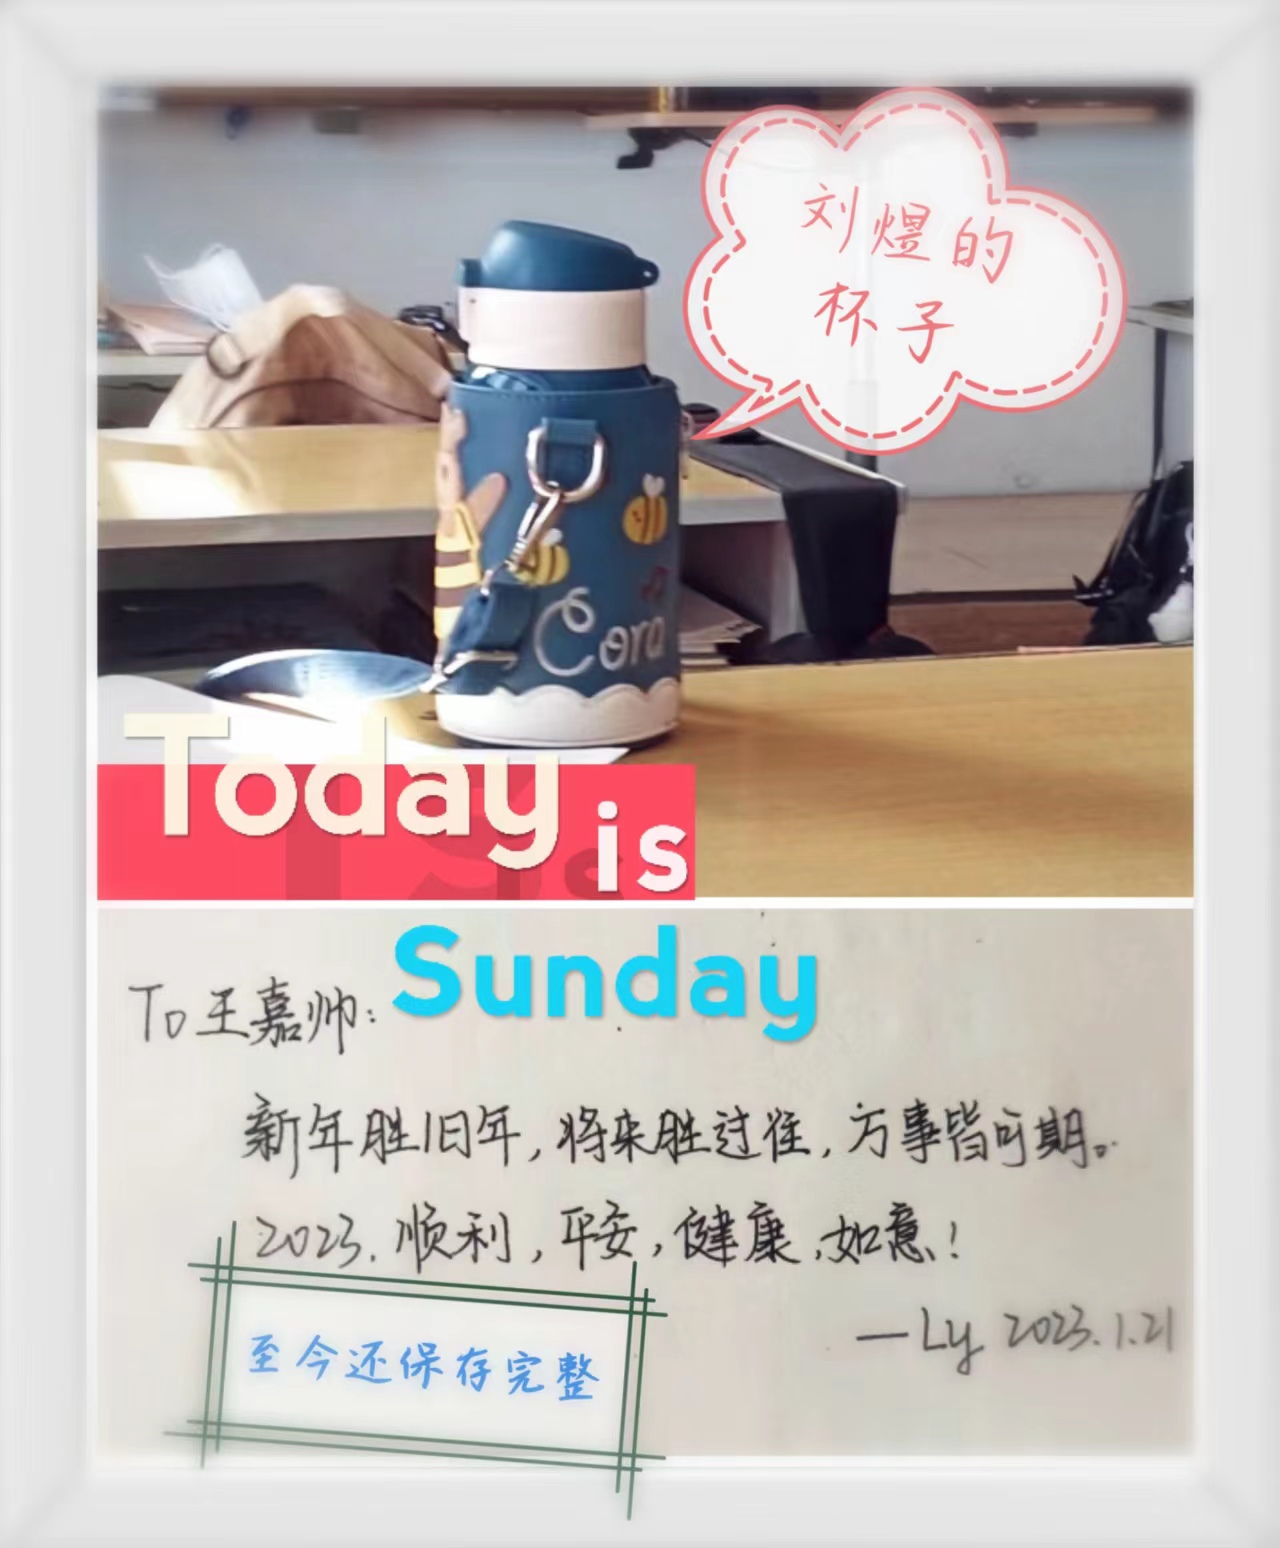 刘煜的
杯子
Cora
Today is
Sunday
To 王嘉帅：
新年胜旧年，将来胜过往，万事皆可期。
2023.顺利，平安，健康，如意！
—Ly 2023.1.21
至今还保存完整